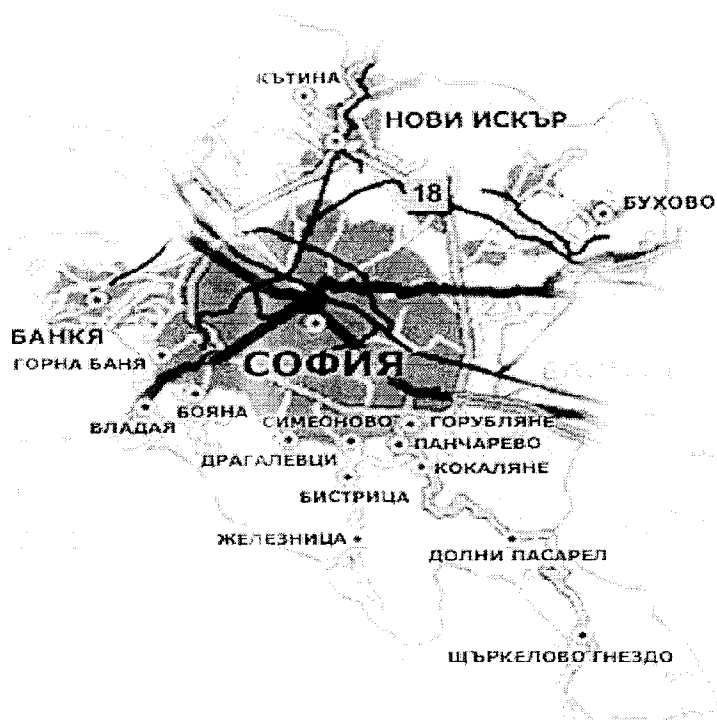 КЪТИНА
НОВИ ИСКЪР
18
БУХОВО
БАНКЯ
ГОРНА БАНЯ
СОФИЯ
БОЯНА
ВЛАДАЯ
СИМЕОНОВО
ГОРУБЛЯНЕ
ДРАГАЛЕВЦИ
ПАНЧАРЕВО
КОКАЛЯНЕ
БИСТРИЦА
ЖЕЛЕЗНИЦА
ДОЛНИ ПАСАРЕЛ
ЩЪРКЕЛОВО ГНЕЗДО